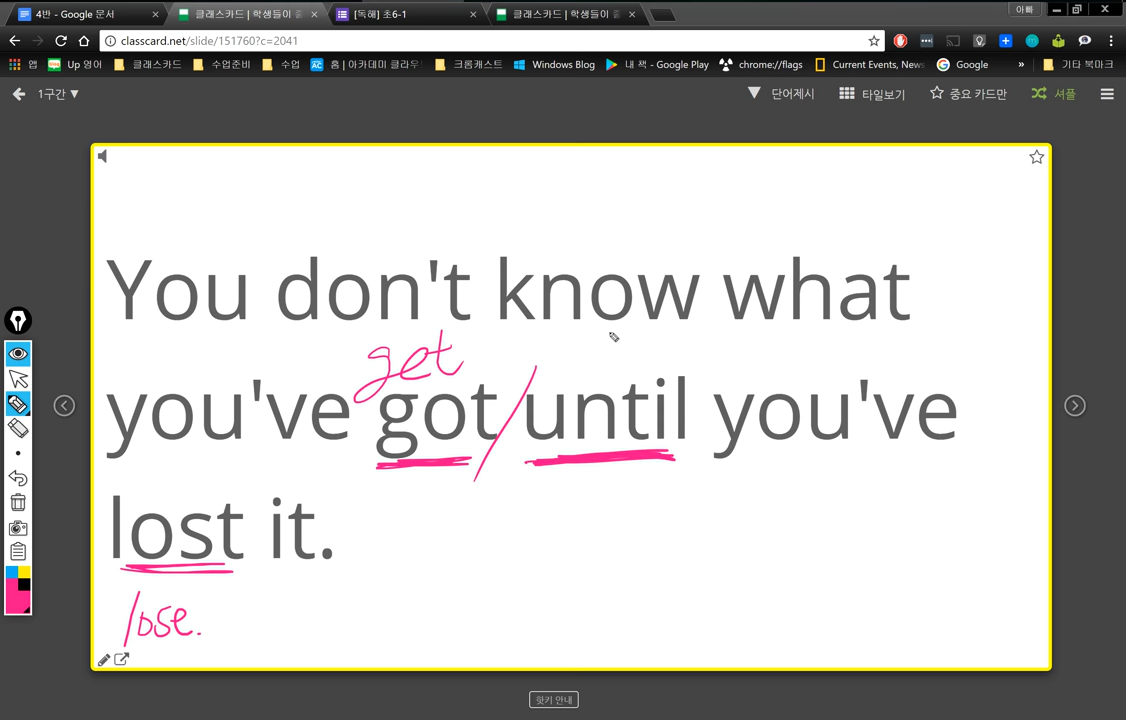 4반 - Google 문서
클래스카드 | 학생들이 좋
[독해] 초6-1
클래스카드 | 학생들이 좋
아빠
classcard.net/slide/151760?c=2041
앱
Up 영어
클래스카드
수업준비
수업
홈 | 아카데미 클라우
크롬캐스트
Windows Blog
내 책 - Google Play
chrome://flags
Current Events, News
Google
»
기타 북마크
1구간 ▼
단어제시
타일보기
중요 카드만
셔플
You don't know what
get
you've got / until you've
lost it.
lose.
핫키 안내